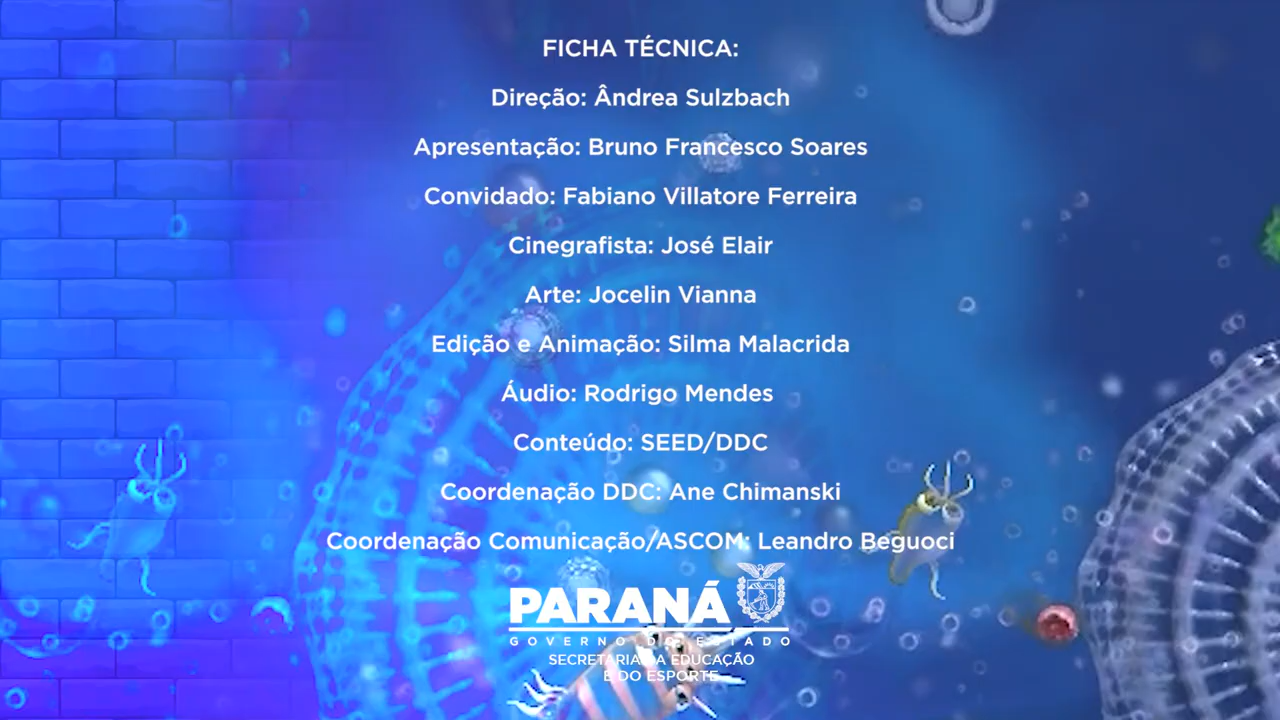 FICHA TÉCNICA:
Direção: Ândrea Sulzbach
Apresentação: Bruno Francesco Soares
Convidado: Fabiano Villatore Ferreira
Cinegrafista: José Elair
Arte: Jocelin Vianna
Edição e Animação: Silma Malacrida
Áudio: Rodrigo Mendes
Conteúdo: SEED/DDC
Coordenação DDC: Ane Chimanski
Coordenação Comunicação/ASCOM: Leandro Beguoci
PARANÁ
GOVERNO DO ESTADO
SECRETARIA DA EDUCAÇÃO
E DO ESPORTE